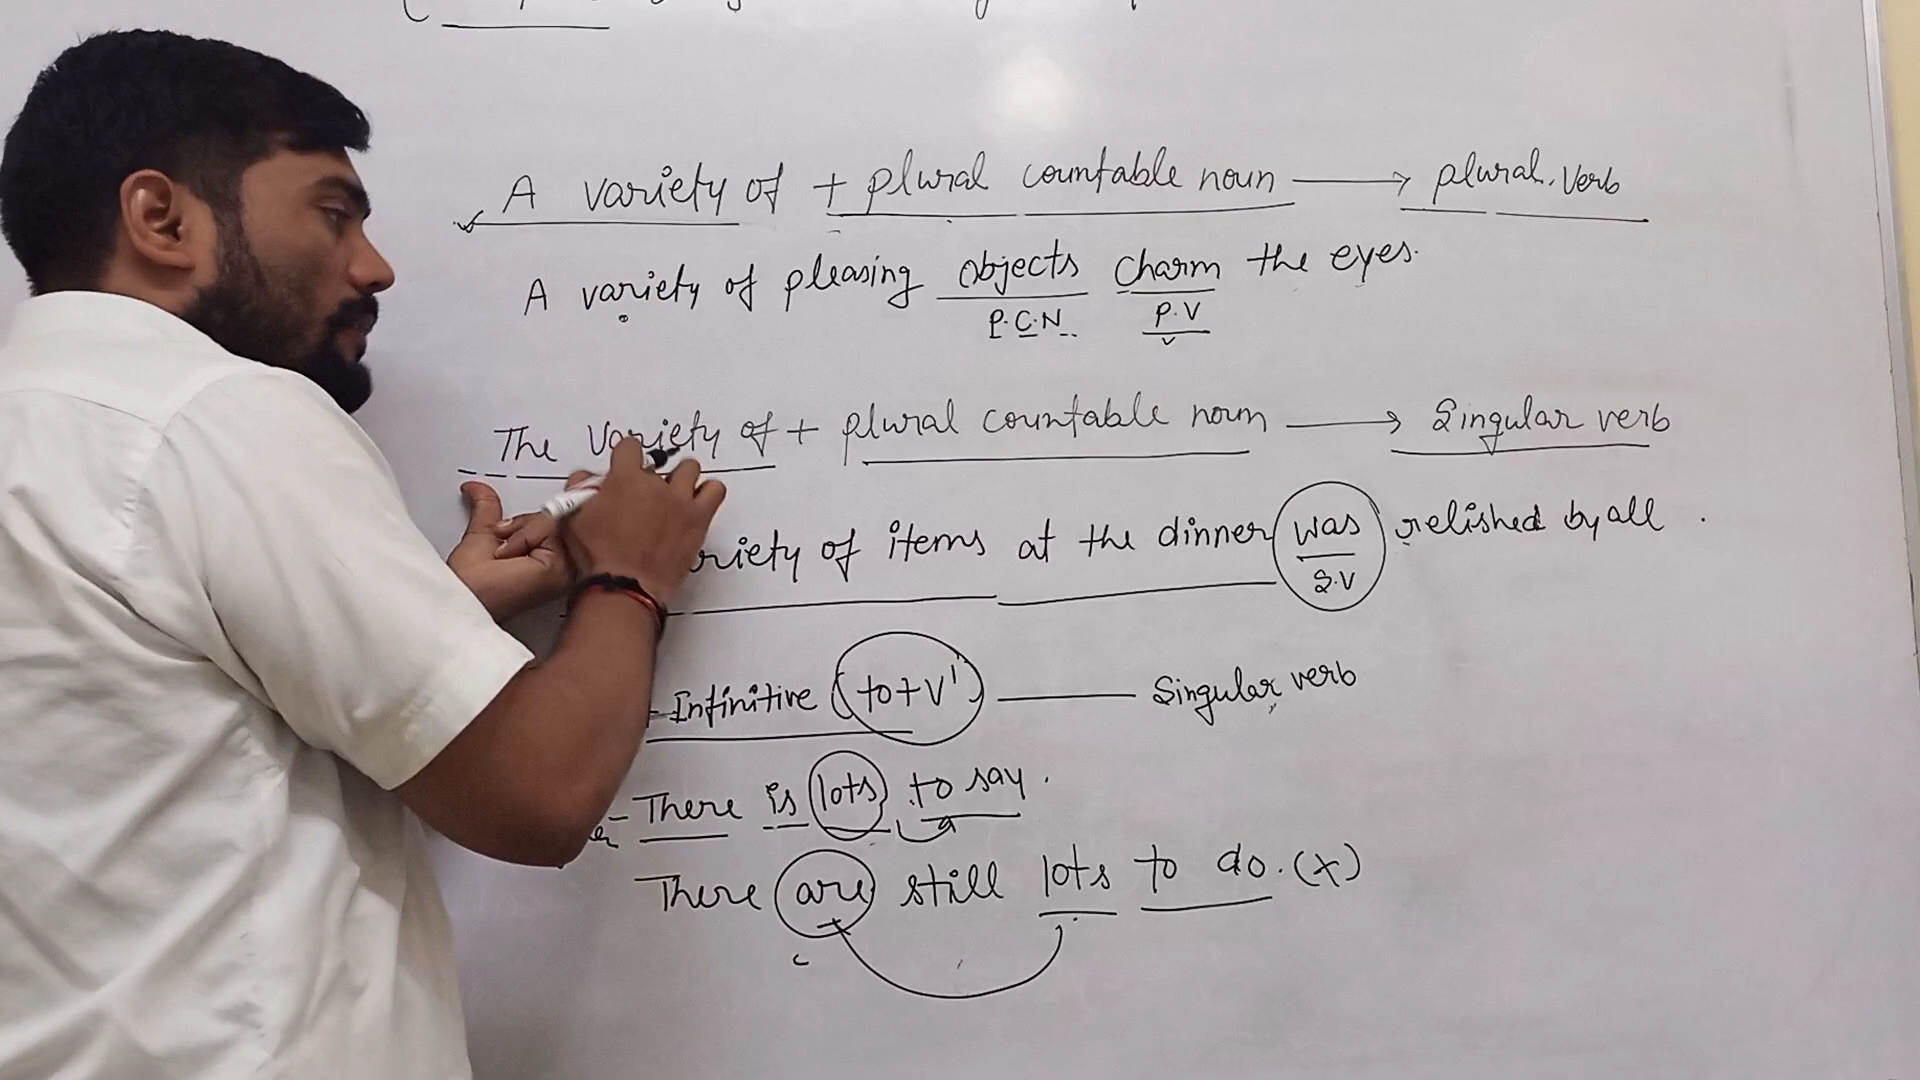 A variety of + plural countable noun → plural verb
A variety of pleasing objects charm the eyes.
P.C.N. P.V
The variety of + plural countable noun → Singular verb
riety of items at the dinner was relished by all .
S.V
Infinitive (to+V¹) — Singular verb
There is lots to say.
There are still lots to do. (x)